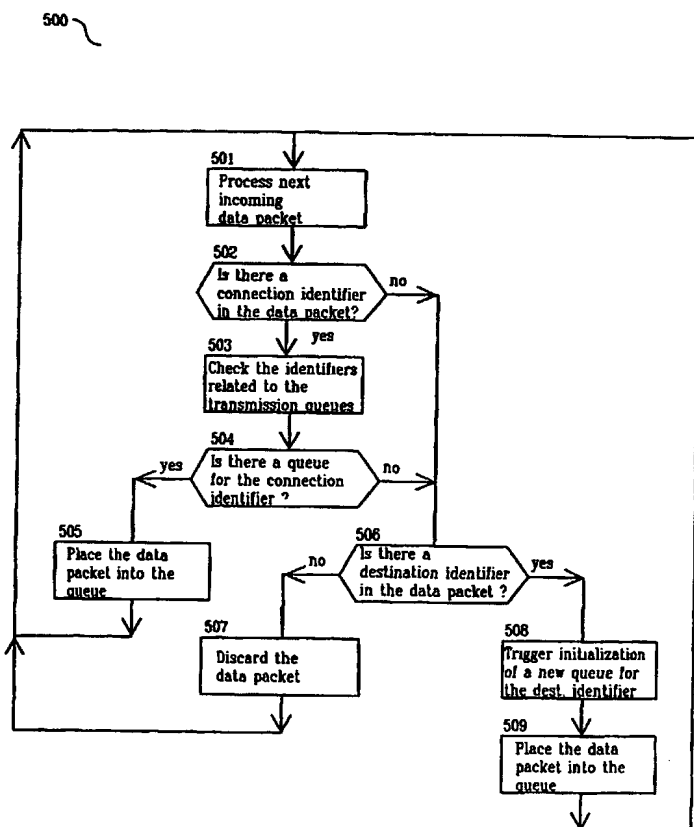 500
501
Process next
incoming
data packet
502
Is there a
connection identifier
in the data packet?
no
yes
503
Check the identifiers
related to the
transmission queues
504
Is there a queue
for the connection
identifier ?
yes
no
505
Place the data
packet into the
queue
506
Is there a
destination identifier
in the data packet ?
no
yes
507
Discard the
data packet
508
Trigger initialization
of a new queue for
the dest. identifier
509
Place the data
packet into the
queue